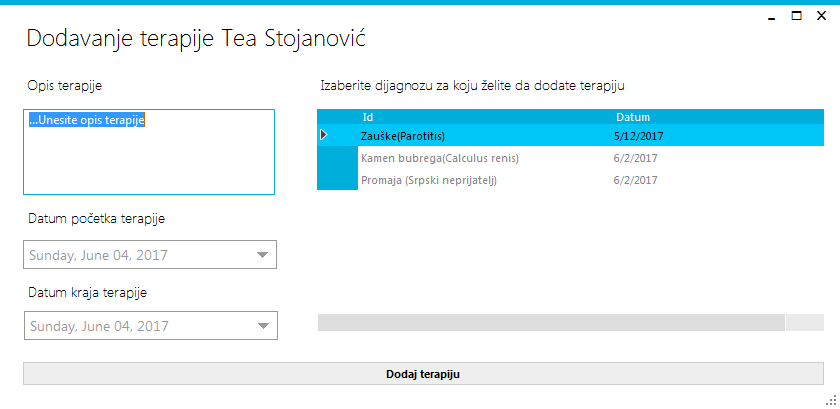 Dodavanje terapije Tea Stojanović
Opis terapije
...Unesite opis terapije
Datum početka terapije
Sunday, June 04, 2017
Datum kraja terapije
Sunday, June 04, 2017
Izaberite dijagnozu za koju želite da dodate terapiju
Id Datum
Zauške(Parotitis) 5/12/2017
Kamen bubrega(Calculus renis) 6/2/2017
Promaja (Srpski neprijatelj) 6/2/2017
Dodaj terapiju